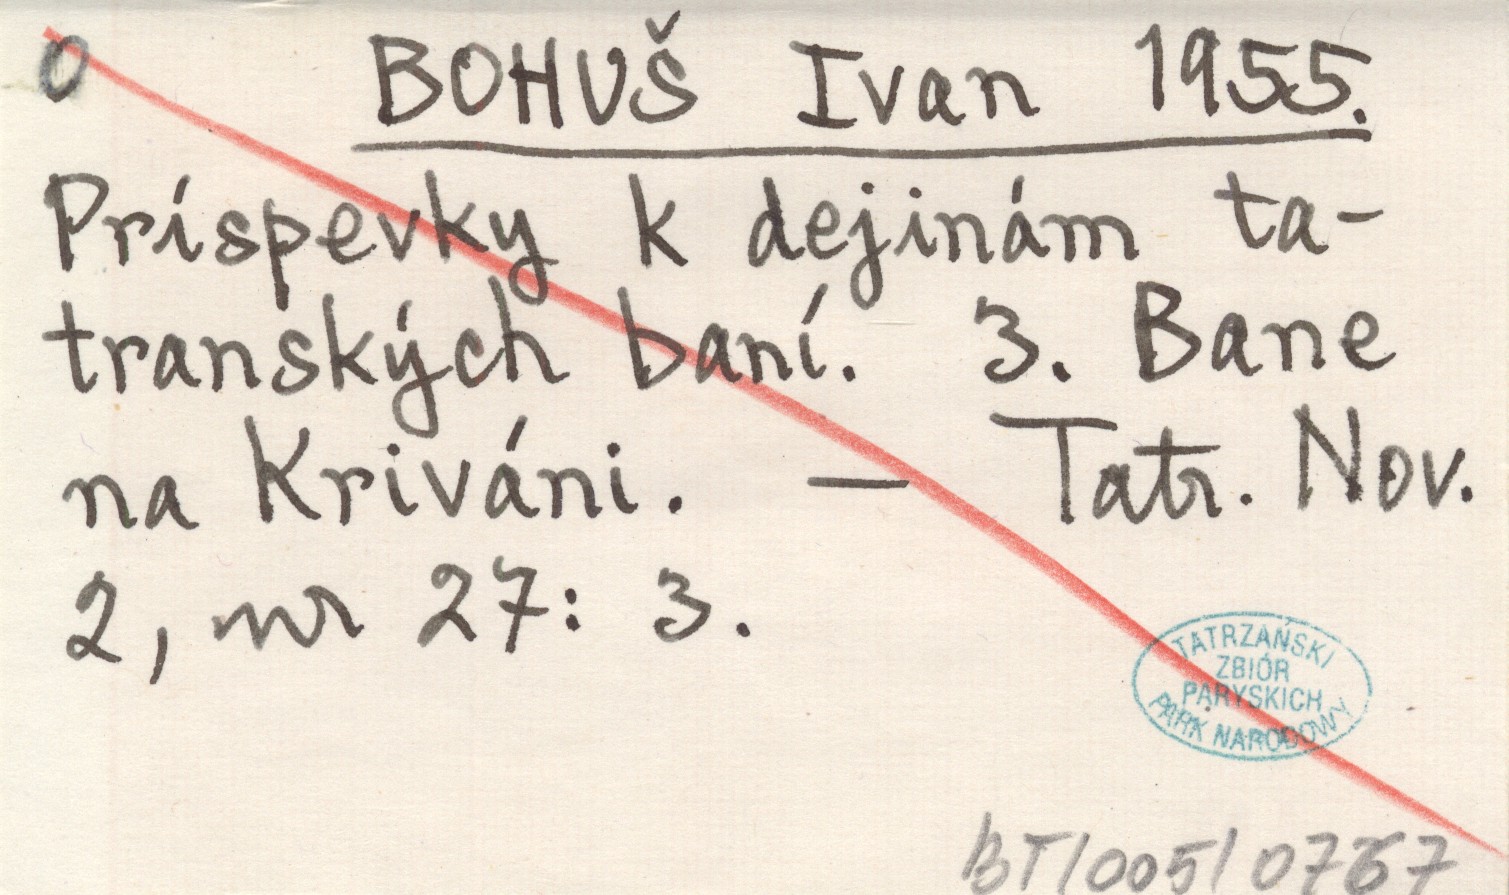 0
BOHUŠ Ivan 1955.
Príspevky k dejinám ta-
tranských baní. 3. Bane
na Kriváni. — Tatr. Nov.
2, nr 27: 3.
TATRZAŃSKI
ZBIÓR
PARYSKICH
PARK NARODOWY
BT/005/0767